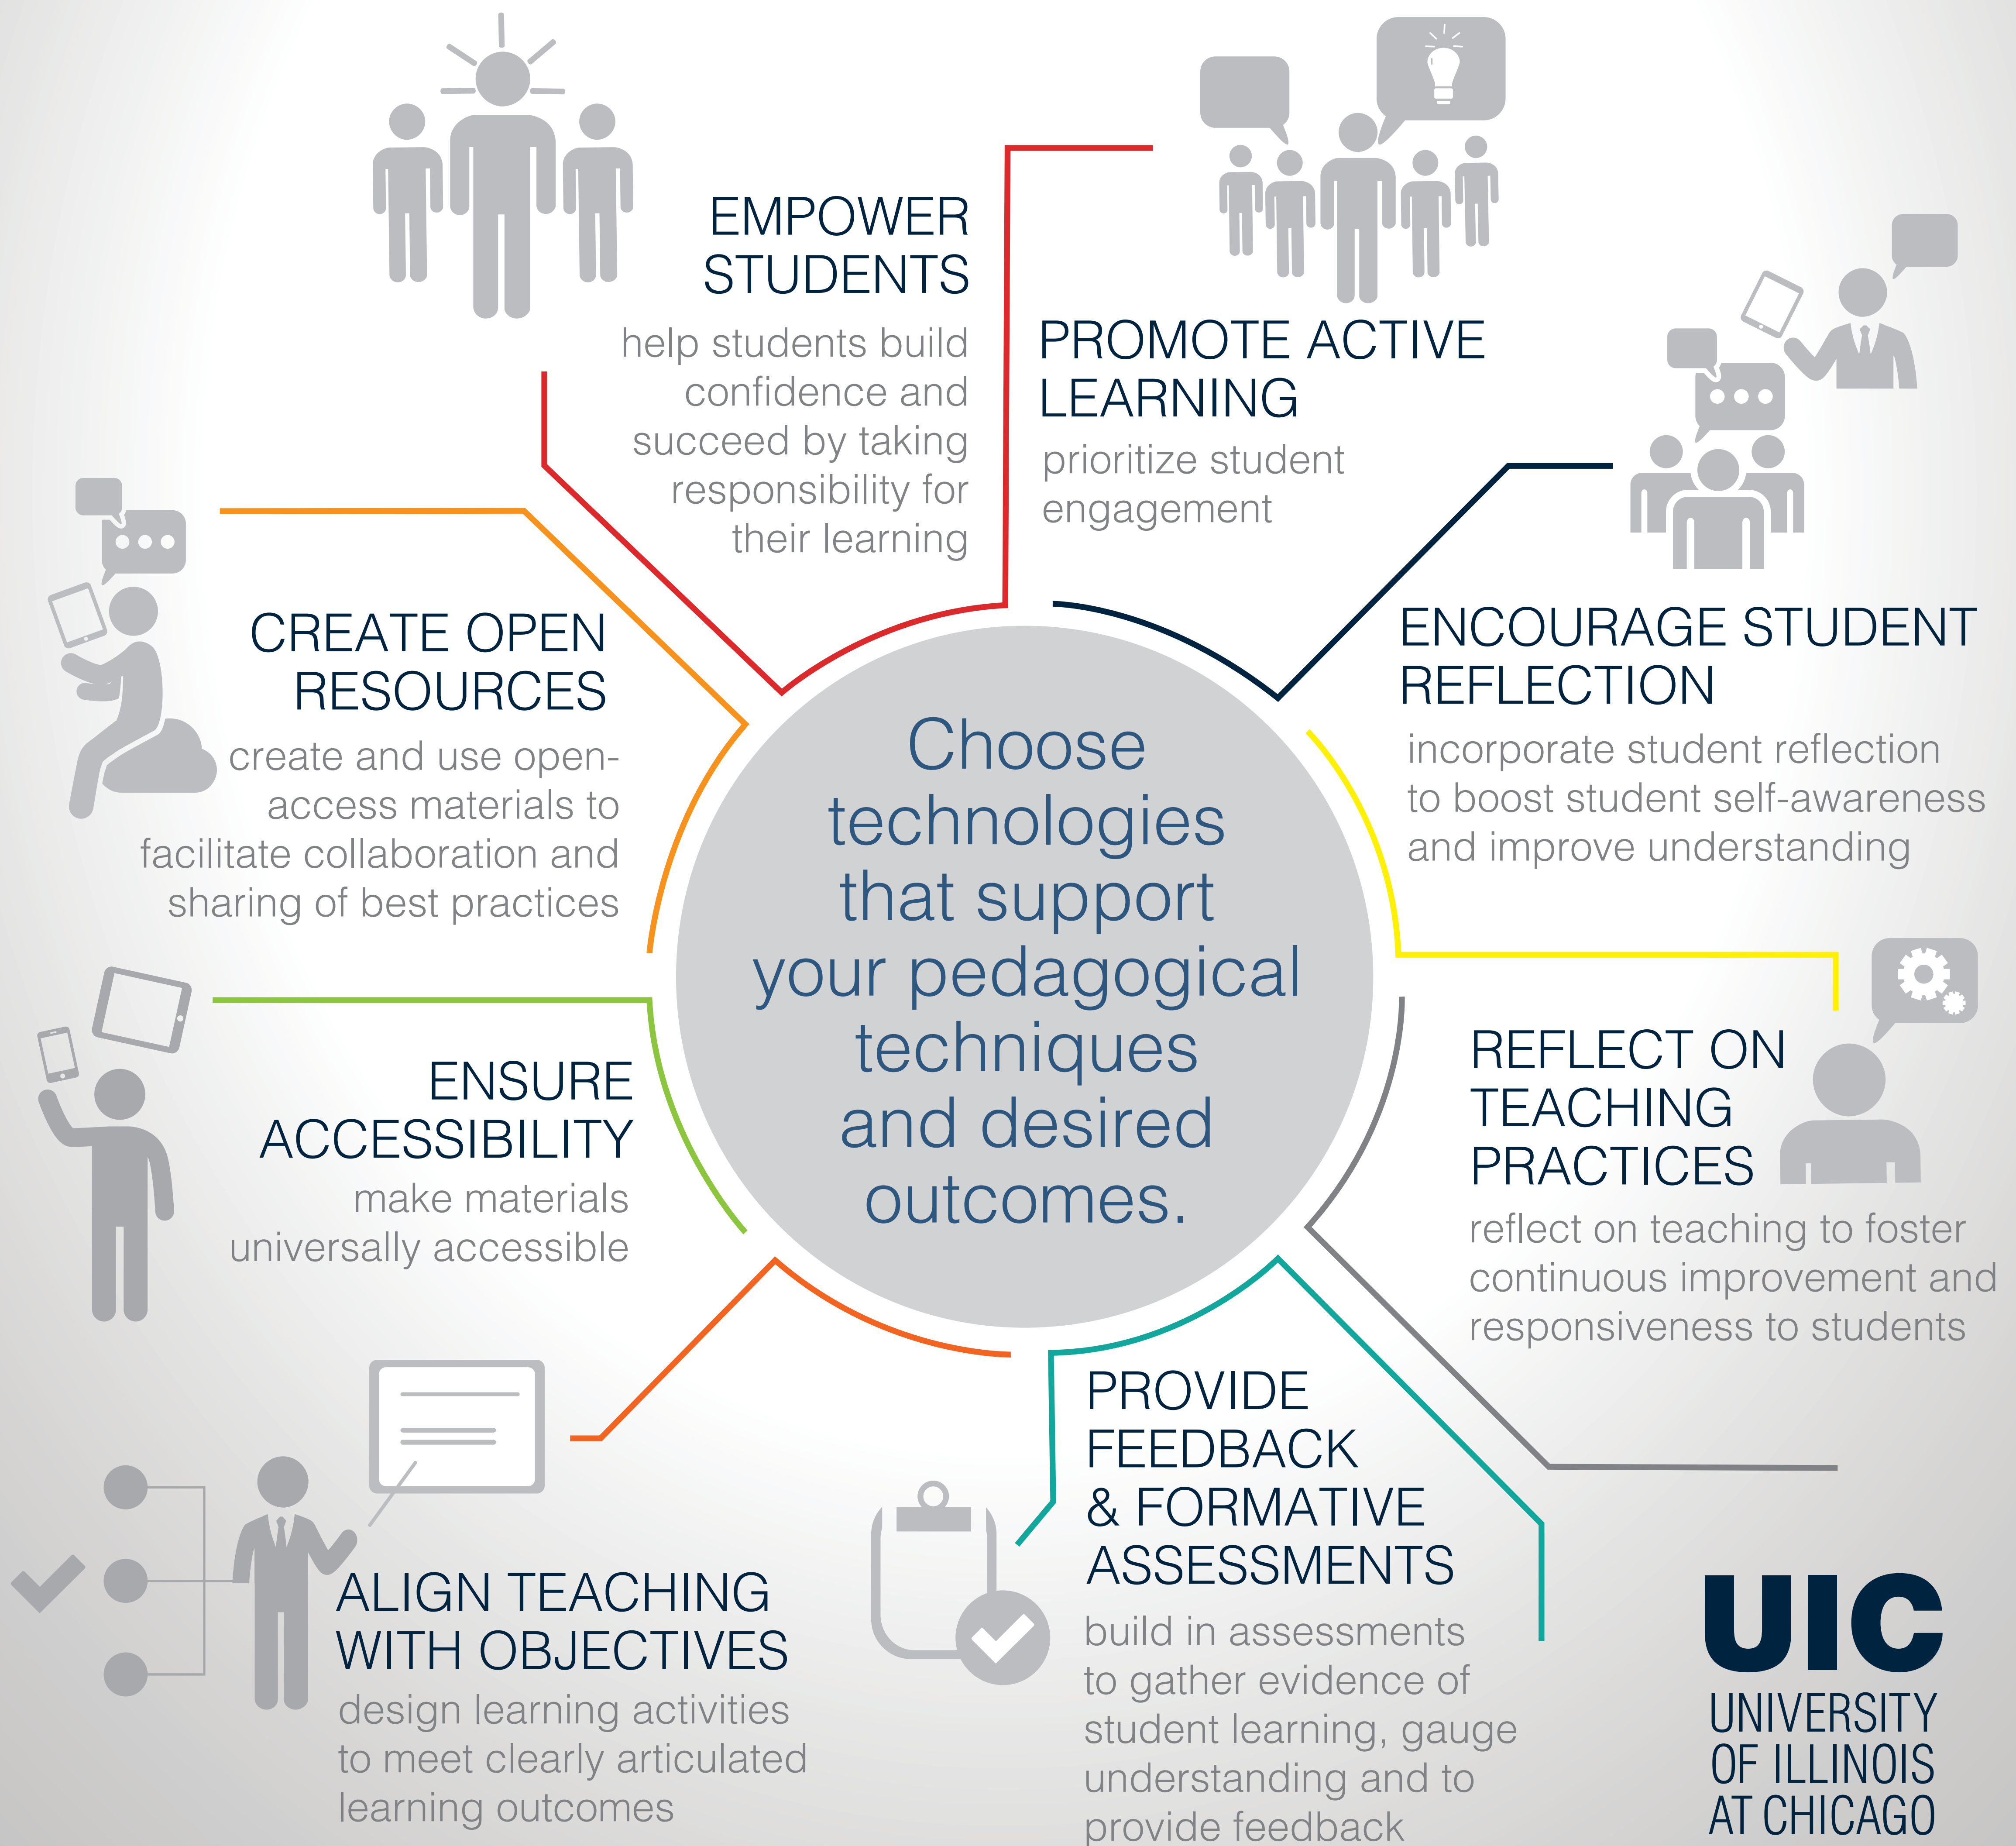 EMPOWER
STUDENTS
help students build
confidence and
succeed by taking
responsibility for
their learning
PROMOTE ACTIVE
LEARNING
prioritize student
engagement
ENCOURAGE STUDENT
REFLECTION
incorporate student reflection
to boost student self-awareness
and improve understanding
CREATE OPEN
RESOURCES
create and use open-
access materials to
facilitate collaboration and
sharing of best practices
Choose
technologies
that support
your pedagogical
techniques
and desired
outcomes.
REFLECT ON
TEACHING
PRACTICES
reflect on teaching to foster
continuous improvement and
responsiveness to students
ENSURE
ACCESSIBILITY
make materials
universally accessible
ALIGN TEACHING
WITH OBJECTIVES
design learning activities
to meet clearly articulated
learning outcomes
PROVIDE
FEEDBACK
& FORMATIVE
ASSESSMENTS
build in assessments
to gather evidence of
student learning, gauge
understanding and to
provide feedback
UIC
UNIVERSITY
OF ILLINOIS
AT CHICAGO